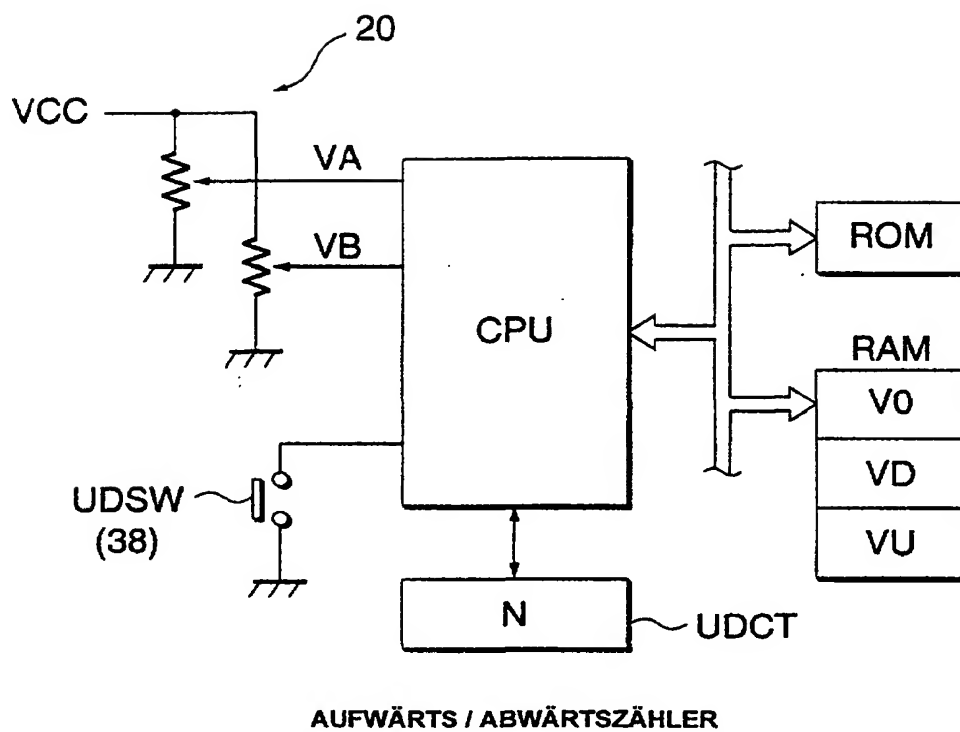 20
VCC
VA
VB
CPU
ROM
RAM
V0
VD
VU
UDSW
(38)
N
UDCT
AUFWÄRTS / ABWÄRTSZÄHLER